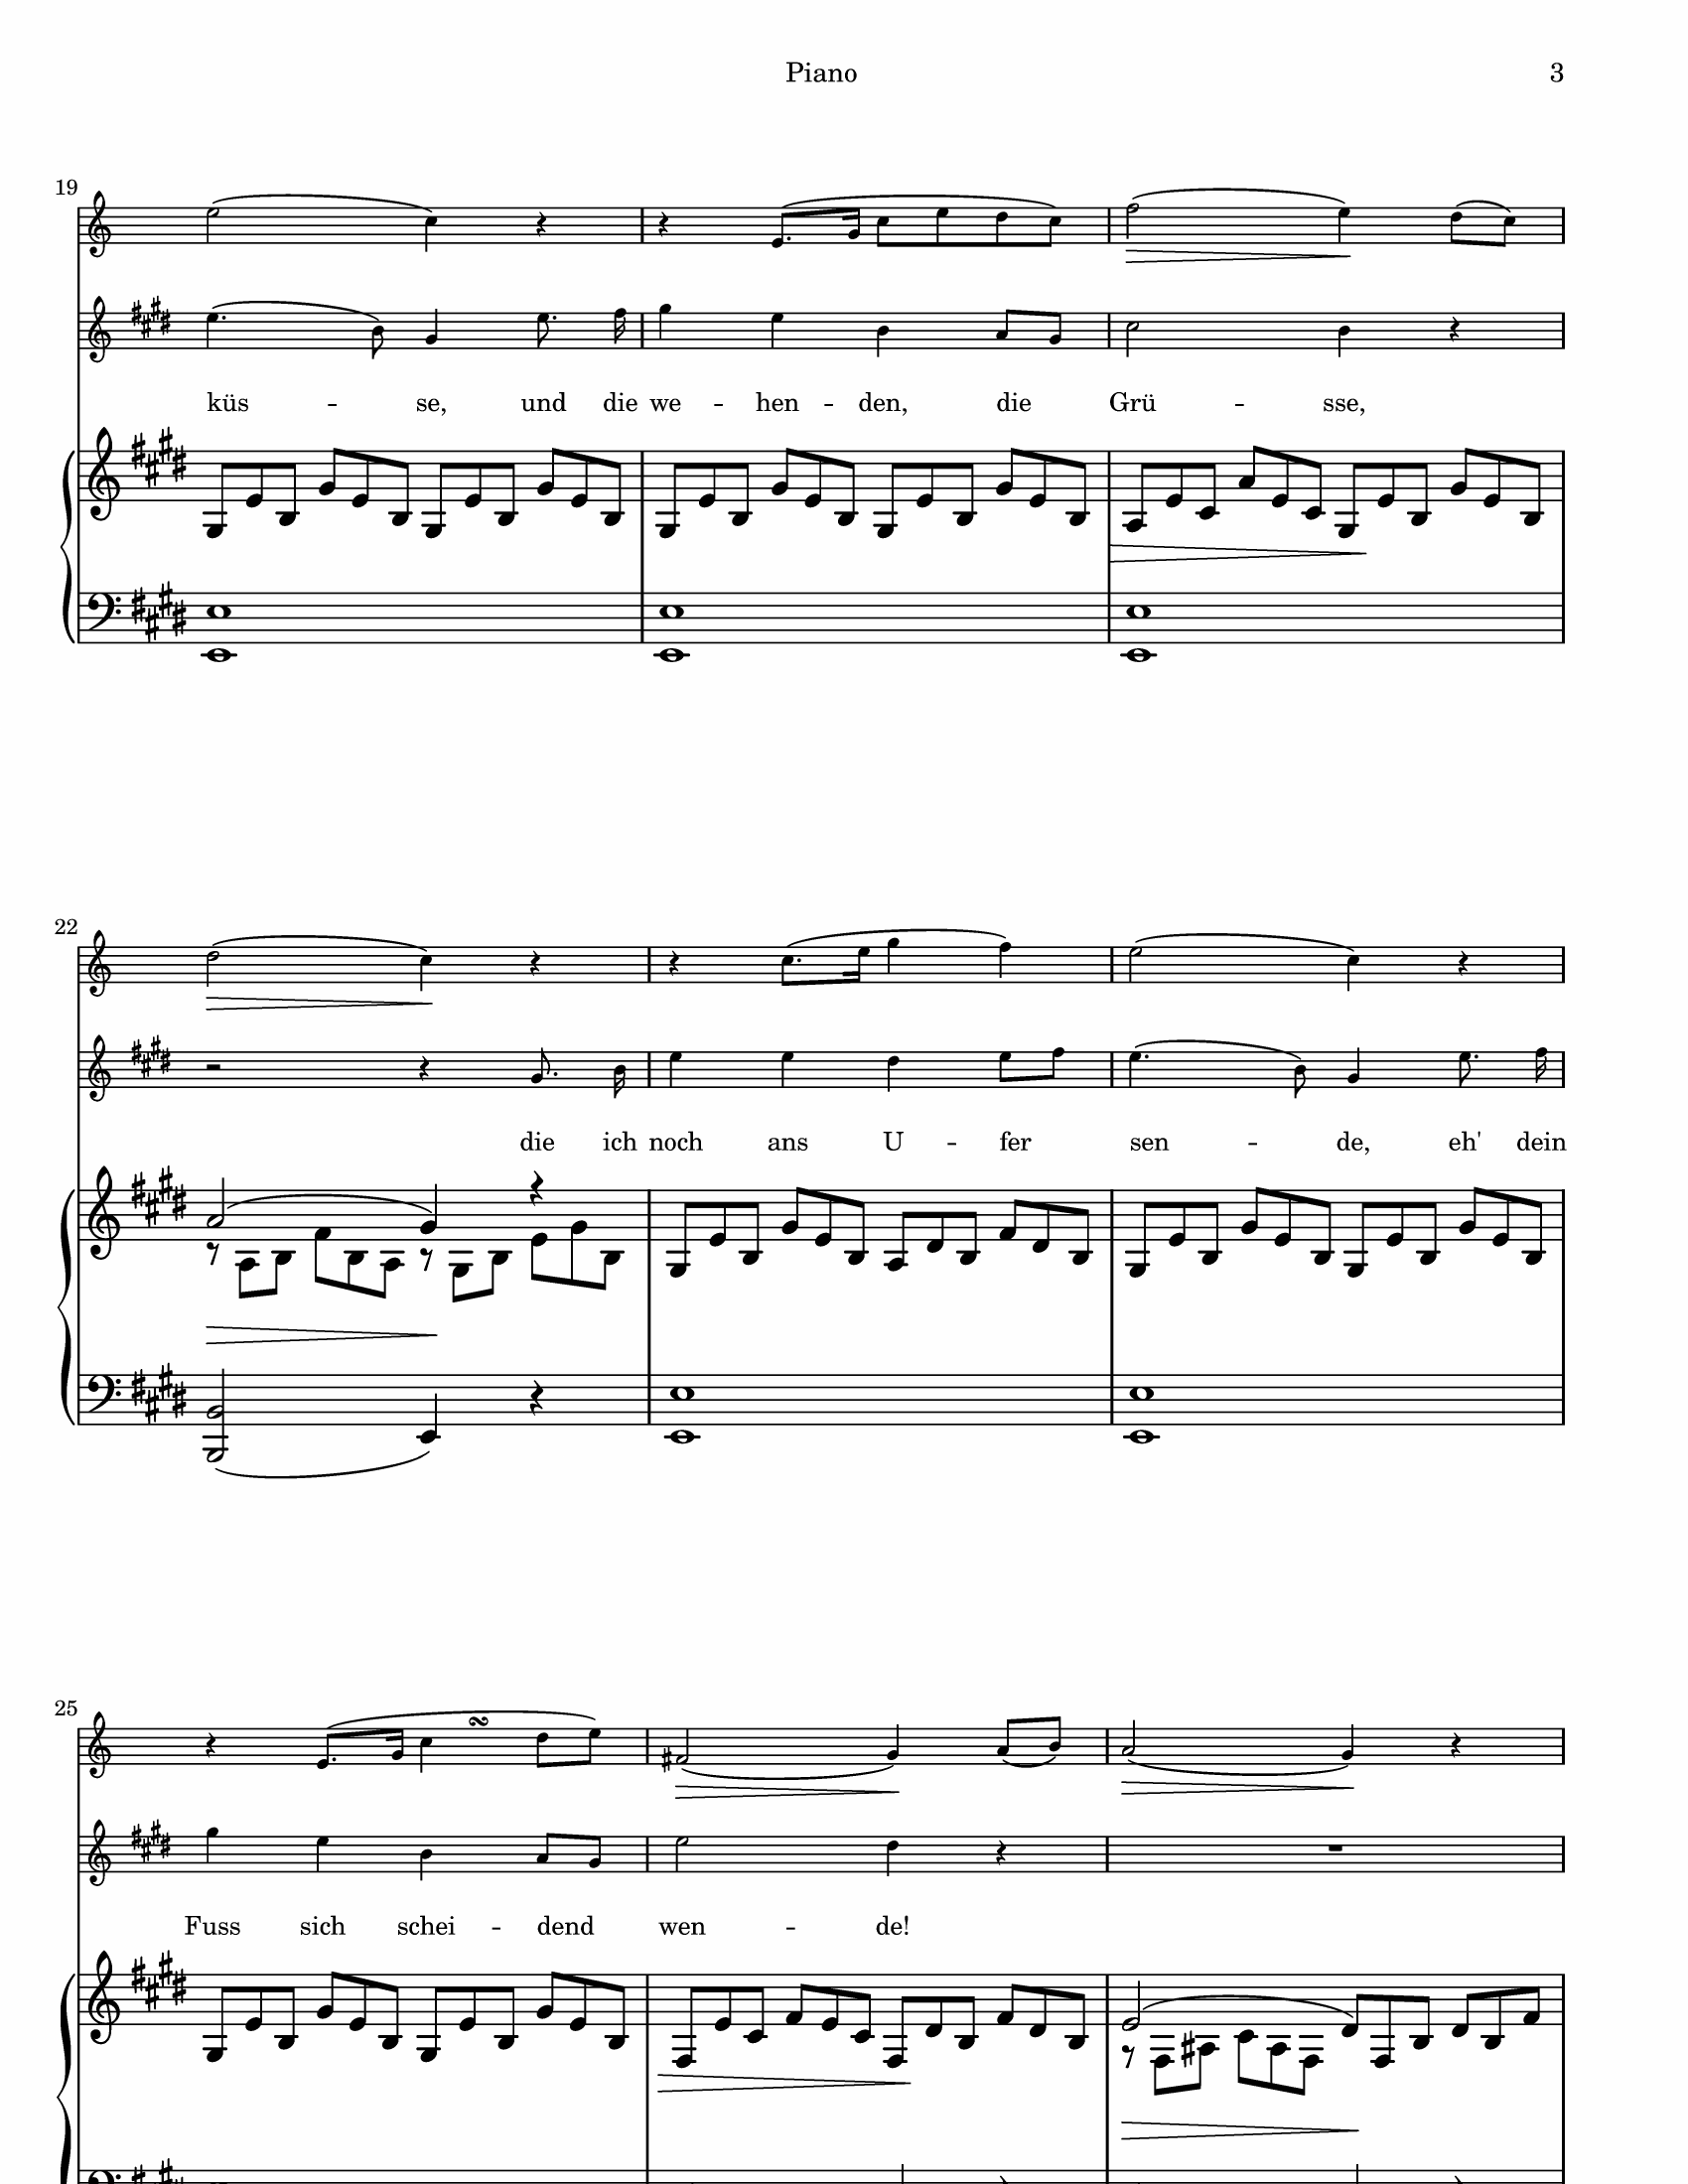 Piano 3
19
küs - se, und die we - hen - den, die Grü - sse,
22
die ich noch ans U - fer sen - de, eh' dein
25
Fuss sich schei - dend wen - de!